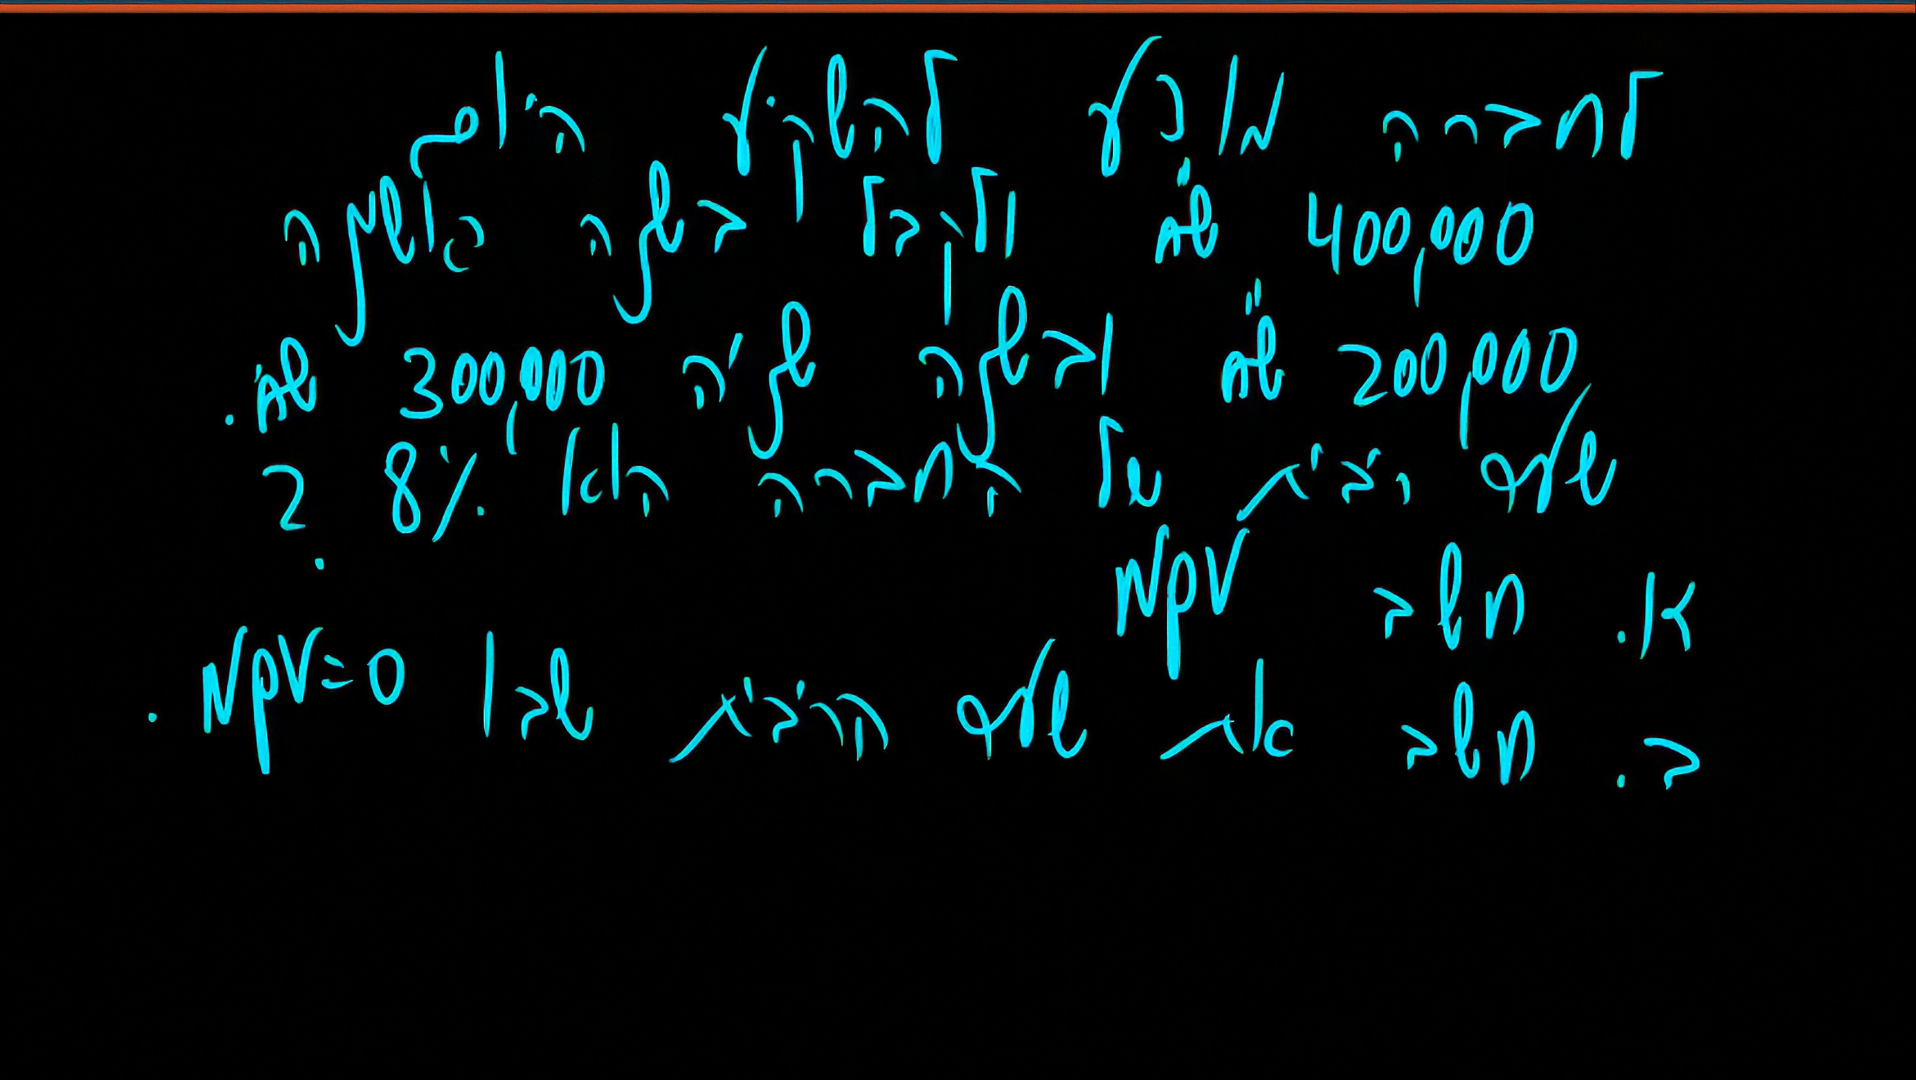 לחברה מוצע להשקיע היום
400,000 ש"ח ולקבל בשנה הראשונה
200,000 ש"ח ובשנה שניה 300,000 ש"ח.
שער ריבית של החברה הוא 8%.
א. חשב NPV
ב. חשב את שער הריבית שבו NPV=0.